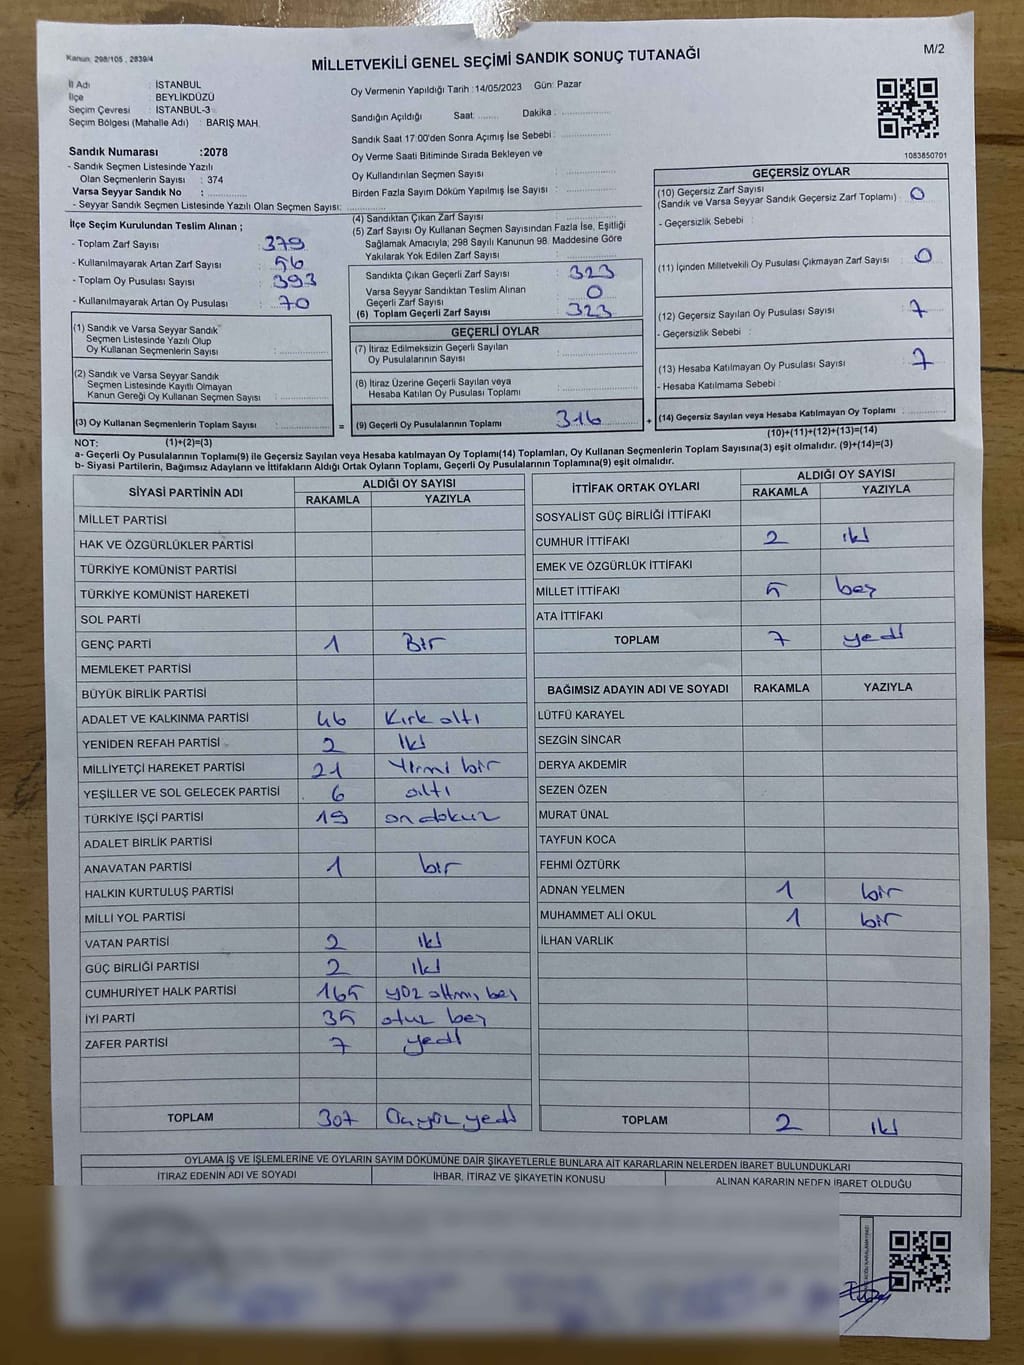 Kanun: 298/105 , 2839/4
MİLLETVEKİLİ GENEL SEÇİMİ SANDIK SONUÇ TUTANAĞI
M/2
İl Adı : İSTANBUL
İlçe : BEYLİKDÜZÜ
Seçim Çevresi : İSTANBUL-3
Seçim Bölgesi (Mahalle Adı) : BARIŞ MAH.
Oy Vermenin Yapıldığı Tarih : 14/05/2023 Gün: Pazar
Sandığın Açıldığı Saat ........ Dakika : ............
Sandık Saat 17:00'den Sonra Açımış İse Sebebi : ............
Oy Verme Saati Bitiminde Sırada Bekleyen ve
Oy Kullandırılan Seçmen Sayısı : ............
Birden Fazla Sayım Döküm Yapılmış İse Sayısı : ............
1083850701
Sandık Numarası :2078
- Sandık Seçmen Listesinde Yazılı
Olan Seçmenlerin Sayısı : 374
Varsa Seyyar Sandık No : ............
- Seyyar Sandık Seçmen Listesinde Yazılı Olan Seçmen Sayısı: ............
İlçe Seçim Kurulundan Teslim Alınan ;
- Toplam Zarf Sayısı : 379
- Kullanılmayarak Artan Zarf Sayısı : 56
- Toplam Oy Pusulası Sayısı : 393
- Kullanılmayarak Artan Oy Pusulası : 70
(4) Sandıktan Çıkan Zarf Sayısı : ............
(5) Zarf Sayısı Oy Kullanan Seçmen Sayısından Fazla İse, Eşitliği
Sağlamak Amacıyla; 298 Sayılı Kanunun 98. Maddesine Göre
Yakılarak Yok Edilen Zarf Sayısı : ............
Sandıkta Çıkan Geçerli Zarf Sayısı : 323
Varsa Seyyar Sandıktan Teslim Alınan
Geçerli Zarf Sayısı : 0
(6) Toplam Geçerli Zarf Sayısı : 323
GEÇERSİZ OYLAR
(10) Geçersiz Zarf Sayısı
(Sandık ve Varsa Seyyar Sandık Geçersiz Zarf Toplamı) : 0
- Geçersizlik Sebebi :
(11) İçinden Milletvekili Oy Pusulası Çıkmayan Zarf Sayısı : 0
(12) Geçersiz Sayılan Oy Pusulası Sayısı : 7
- Geçersizlik Sebebi :
(13) Hesaba Katılmayan Oy Pusulası Sayısı : 7
- Hesaba Katılmama Sebebi :
(14) Geçersiz Sayılan veya Hesaba Katılmayan Oy Toplamı : ............
(10)+(11)+(12)+(13)=(14)
(1) Sandık ve Varsa Seyyar Sandık
Seçmen Listesinde Yazılı Olup
Oy Kullanan Seçmenlerin Sayısı : ............
(2) Sandık ve Varsa Seyyar Sandık
Seçmen Listesinde Kayıtlı Olmayan
Kanun Gereği Oy Kullanan Seçmen Sayısı : ............
(3) Oy Kullanan Seçmenlerin Toplam Sayısı : ............ =
(1)+(2)=(3)
GEÇERLİ OYLAR
(7) İtiraz Edilmeksizin Geçerli Sayılan
Oy Pusulalarının Sayısı : ............
(8) İtiraz Üzerine Geçerli Sayılan veya
Hesaba Katılan Oy Pusulası Toplamı : ............
(9) Geçerli Oy Pusulalarının Toplamı : 316 +
NOT:
a- Geçerli Oy Pusulasının Toplamı(9) ile Geçersiz Sayılan veya Hesaba katılmayan Oy Toplamı(14) Toplamları, Oy Kullanan Seçmenlerin Toplam Sayısına(3) eşit olmalıdır. (9)+(14)=(3)
b- Siyasi Partilerin, Bağımsız Adayların ve İttifakların Aldığı Ortak Oyların Toplamı, Geçerli Oy Pusulalarının Toplamına(9) eşit olmalıdır.
SİYASİ PARTİNİN ADI ALDIĞI OY SAYISI
RAKAMLA YAZIYLA
MİLLET PARTİSİ
HAK VE ÖZGÜRLÜKLER PARTİSİ
TÜRKİYE KOMÜNİST PARTİSİ
TÜRKİYE KOMÜNİST HAREKETİ
SOL PARTİ
GENÇ PARTİ 1 Bir
MEMLEKET PARTİSİ
BÜYÜK BİRLİK PARTİSİ
ADALET VE KALKINMA PARTİSİ 46 Kırk altı
YENİDEN REFAH PARTİSİ 2 iki
MİLLİYETÇİ HAREKET PARTİSİ 21 Yirmi bir
YEŞİLLER VE SOL GELECEK PARTİSİ 6 altı
TÜRKİYE İŞÇİ PARTİSİ 19 on dokuz
ADALET BİRLİK PARTİSİ
ANAVATAN PARTİSİ 1 bir
HALKIN KURTULUŞ PARTİSİ
MİLLİ YOL PARTİSİ
VATAN PARTİSİ 2 iki
GÜÇ BİRLİĞİ PARTİSİ 2 iki
CUMHURİYET HALK PARTİSİ 165 yüz altmış beş
İYİ PARTİ 35 otuz beş
ZAFER PARTİSİ 7 yedi
TOPLAM 307 Üçyüz yedi
İTTİFAK ORTAK OYLARI ALDIĞI OY SAYISI
RAKAMLA YAZIYLA
SOSYALİST GÜÇ BİRLİĞİ İTTİFAKI
CUMHUR İTTİFAKI 2 iki
EMEK VE ÖZGÜRLÜK İTTİFAKI
MİLLET İTTİFAKI 5 beş
ATA İTTİFAKI
TOPLAM 7 yedi
BAĞIMSIZ ADAYIN ADI VE SOYADI RAKAMLA YAZIYLA
LÜTFÜ KARAYEL
SEZGİN SİNCAR
DERYA AKDEMİR
SEZEN ÖZEN
MURAT ÜNAL
TAYFUN KOCA
FEHMİ ÖZTÜRK
ADNAN YELMEN 1 bir
MUHAMMET ALİ OKUL 1 bir
İLHAN VARLIK
TOPLAM 2 iki
OYLAMA İŞ VE İŞLEMLERİNE VE OYLARIN SAYIM DÖKÜMÜNE DAİR ŞİKAYETLERLE BUNLARA AİT KARARLARIN NELERDEN İBARET BULUNDUKLARI
İTİRAZ EDENİN ADI VE SOYADI İHBAR, İTİRAZ VE ŞİKAYETİN KONUSU ALINAN KARARIN NEDEN İBARET OLDUĞU